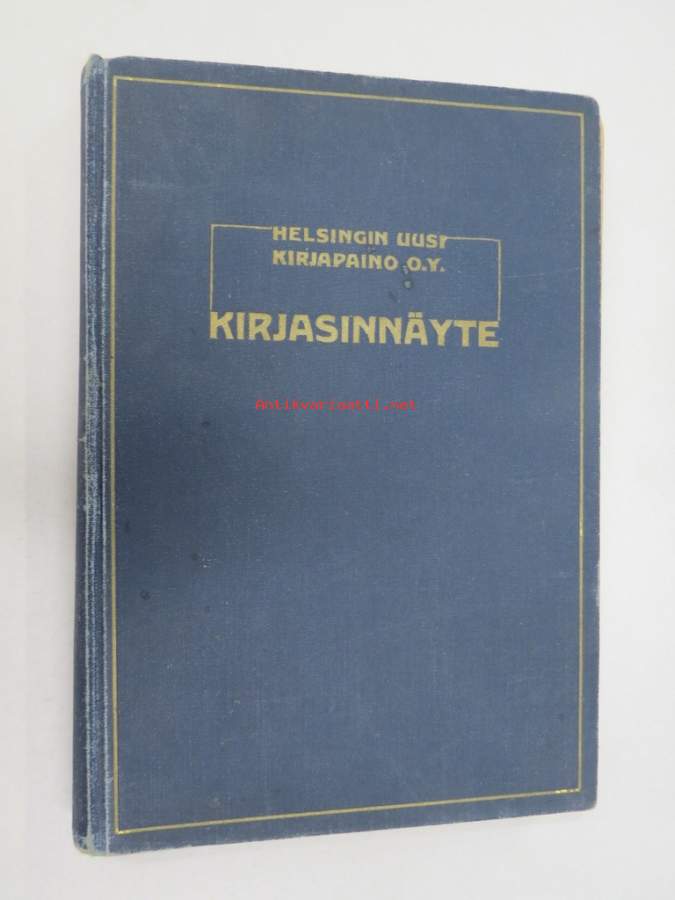 HELSINGIN UUSI
KIRJAPAINO O.Y.
KIRJASINNÄYTE
Antikvariaatti.net